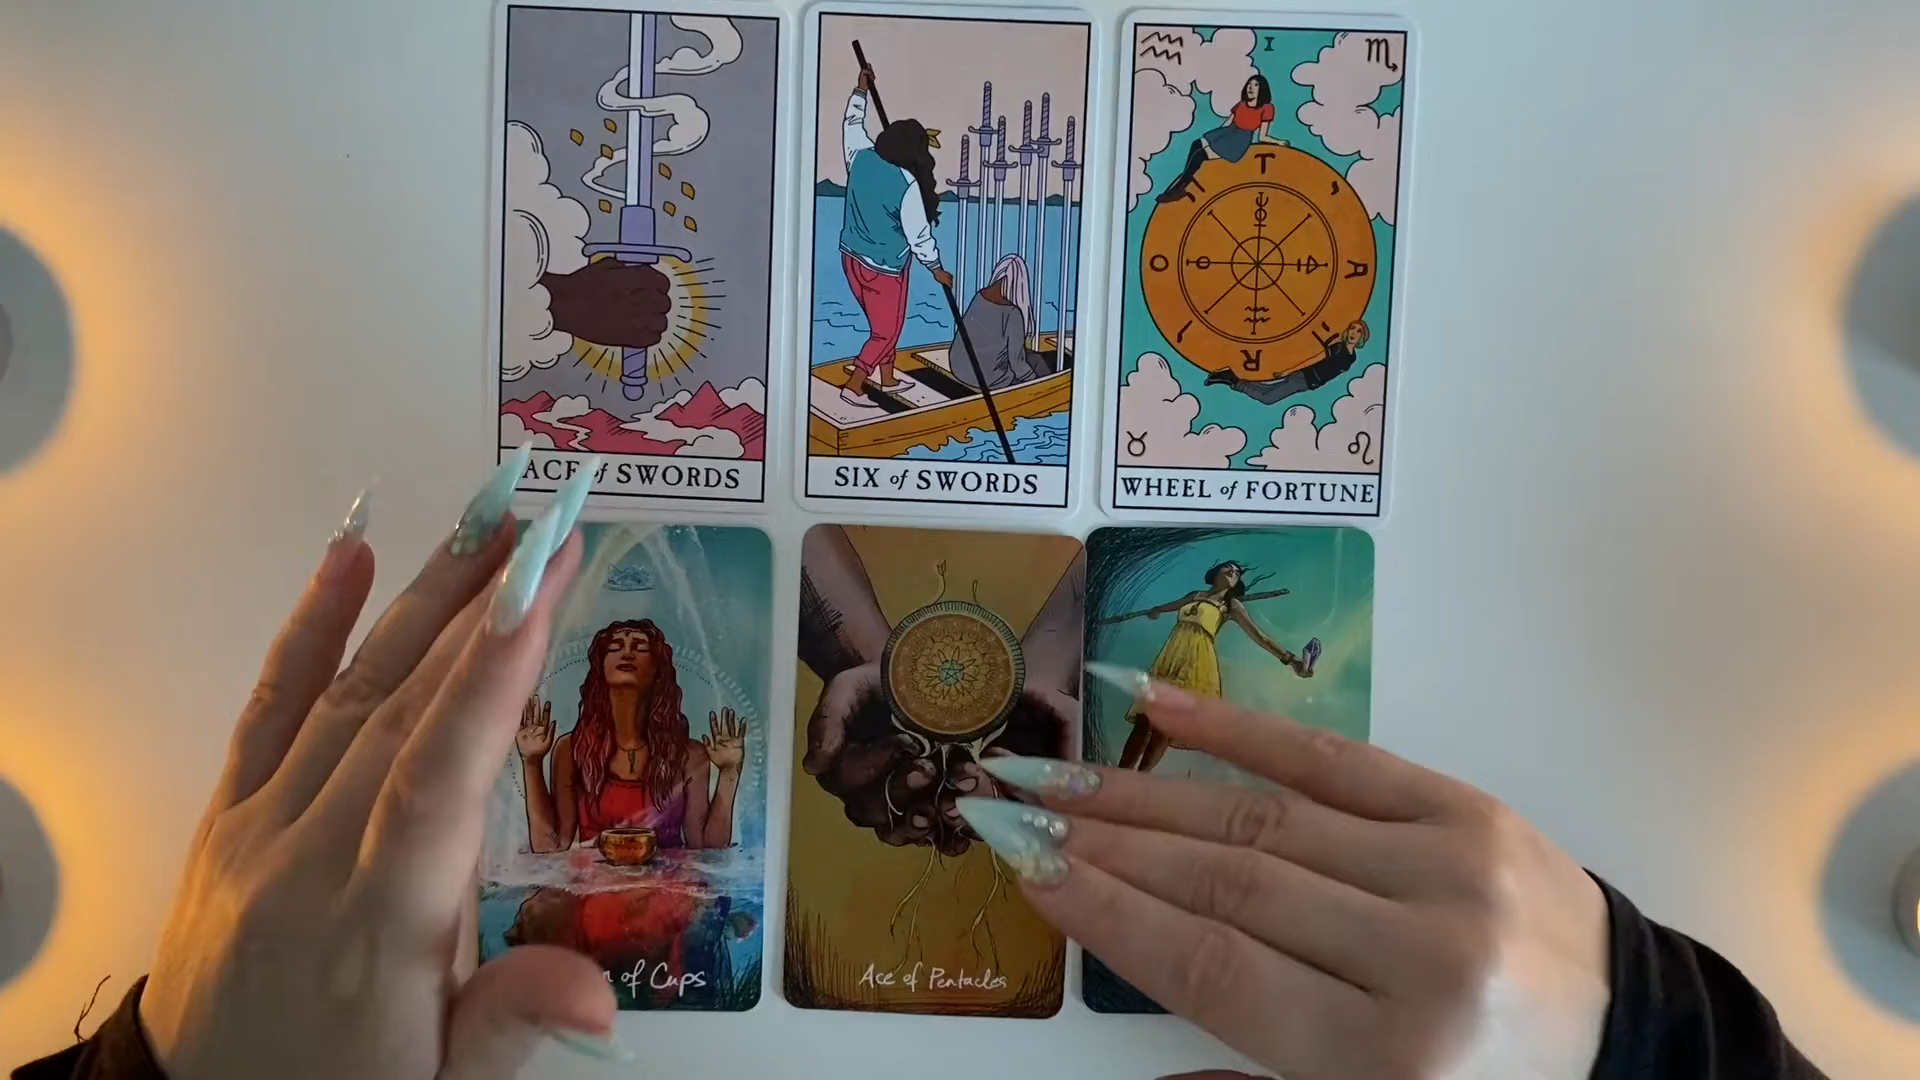 ACE of SWORDS
SIX of SWORDS
I
T
A
R
O
WHEEL of FORTUNE
of Cups
Ace of Pentacles